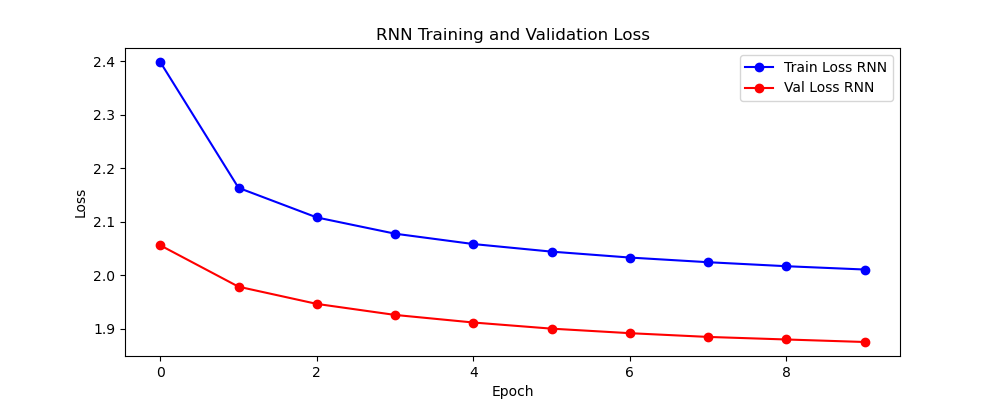 RNN Training and Validation Loss
Train Loss RNN
Val Loss RNN
2.4
2.3
2.2
2.1
2.0
1.9
Loss
0 2 4 6 8
Epoch